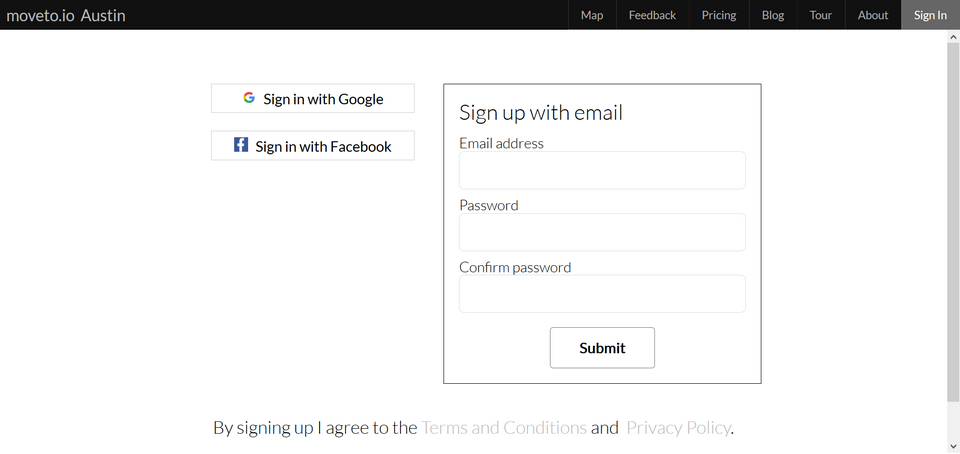 moveto.io Austin Map Feedback Pricing Blog Tour About Sign In
Sign in with Google
Sign in with Facebook
Sign up with email
Email address
Password
Confirm password
Submit
By signing up I agree to the Terms and Conditions and Privacy Policy.